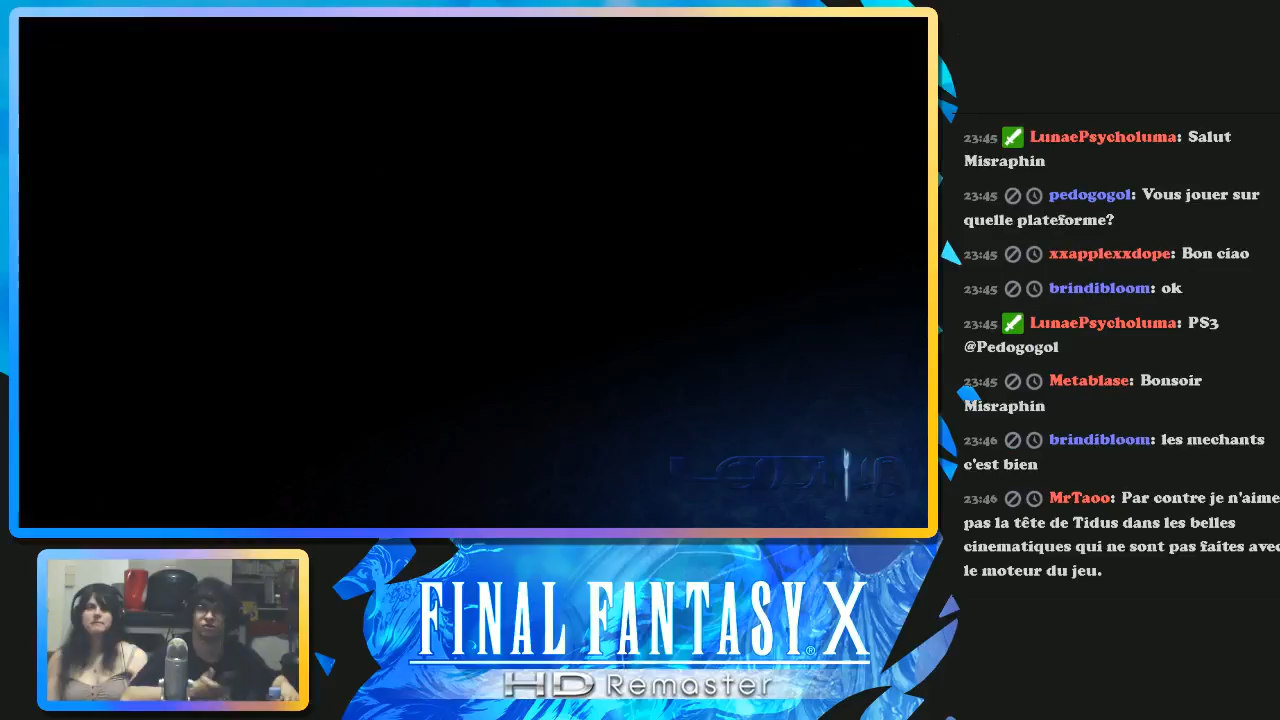 LOADING
23:45 LunaePsycholuma: Salut
Misraphin
23:45 pedogogol: Vous jouer sur
quelle plateforme?
23:45 xxapplexxdope: Bon ciao
23:45 brindibloom: ok
23:45 LunaePsycholuma: PS3
@Pedogogol
23:45 Metablase: Bonsoir
Misraphin
23:46 brindibloom: les mechants
c'est bien
23:46 MrTaoo: Par contre je n'aime
pas la tête de Tidus dans les belles
cinematiques qui ne sont pas faites avec
le moteur du jeu.
FINAL FANTASY X
HD Remaster